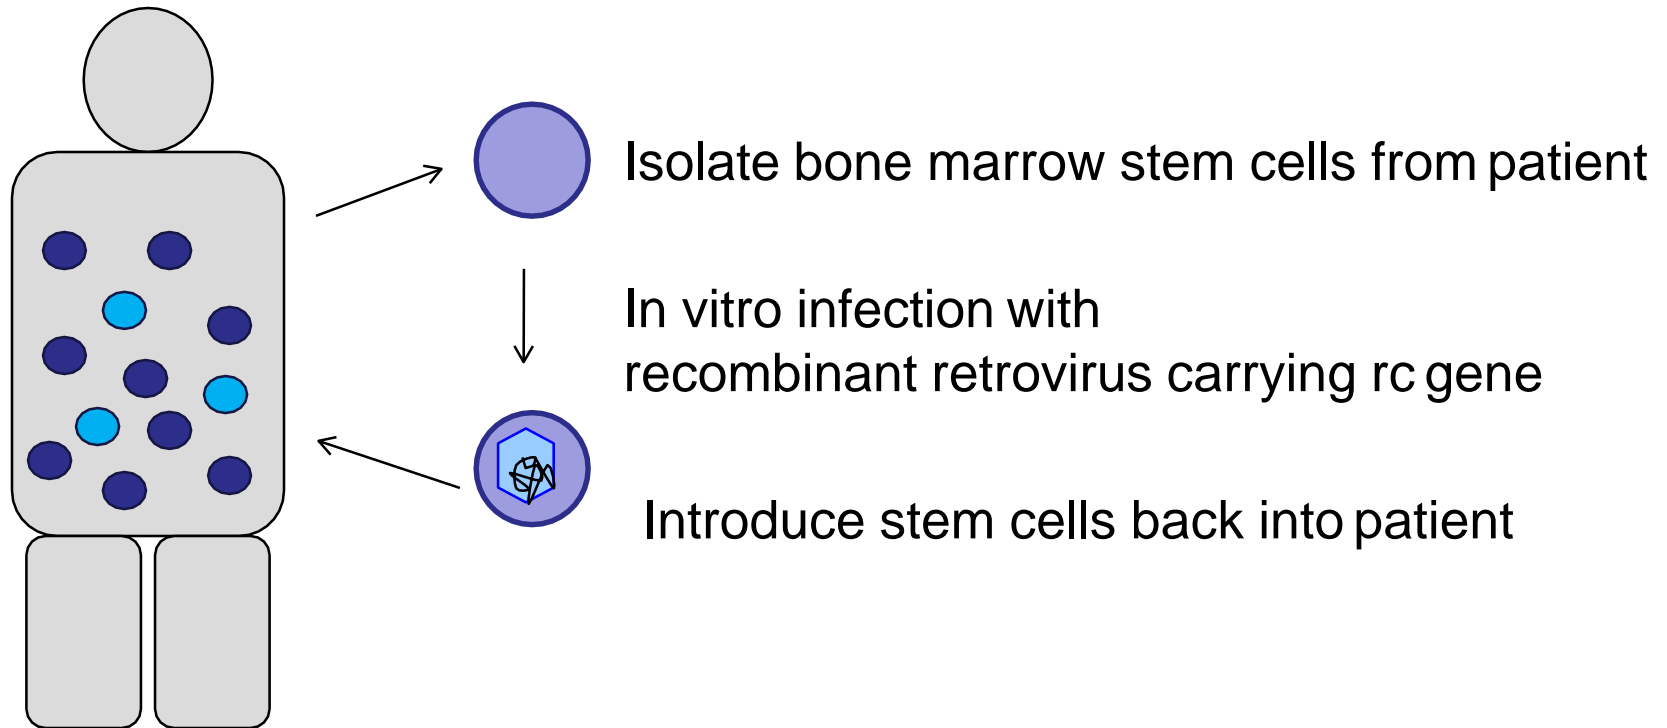 Isolate bone marrow stem cells from patient
In vitro infection with
recombinant retrovirus carrying rc gene
Introduce stem cells back into patient